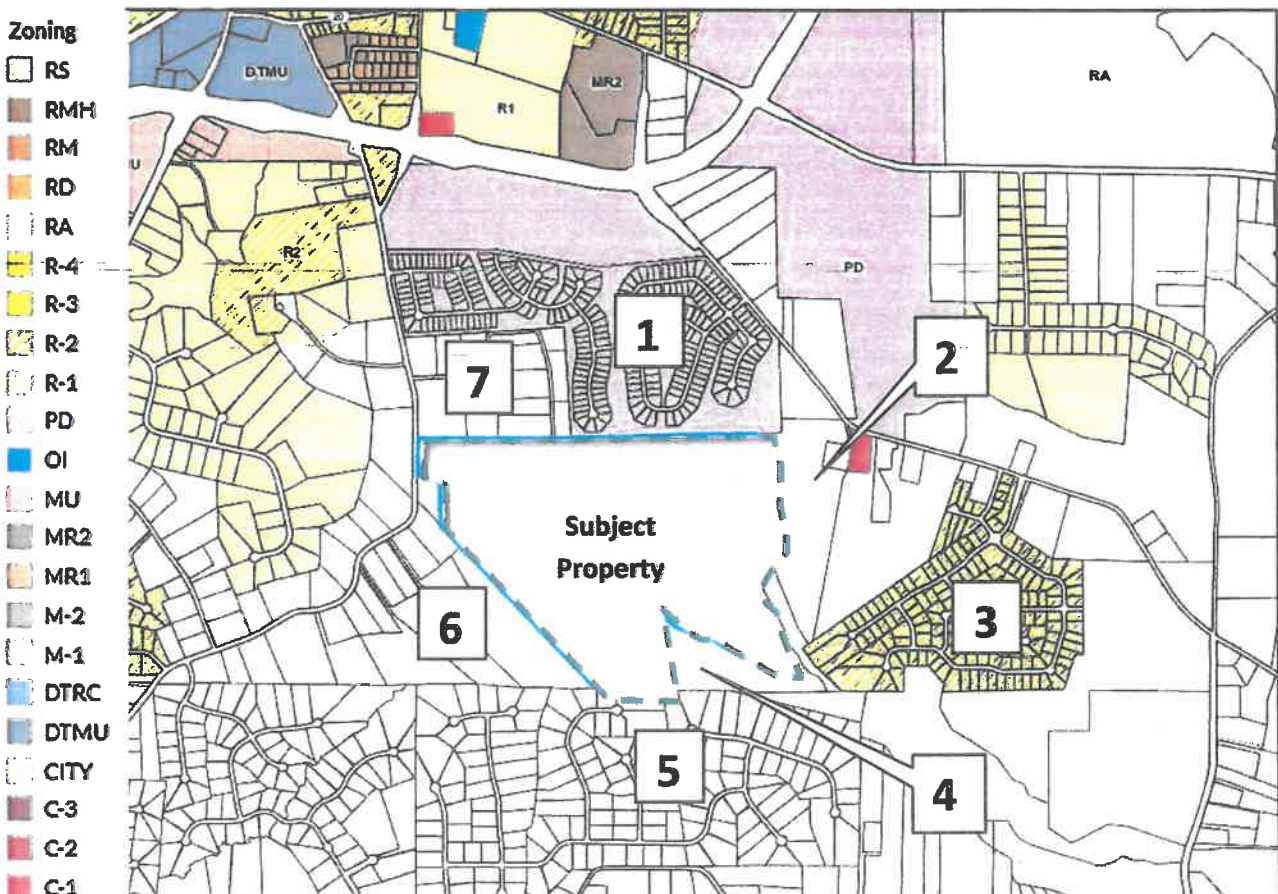 Zoning
RS
RMH
RM
RD
RA
R-4
R-3
R-2
R-1
PD
OI
MU
MR2
MR1
M-2
M-1
DTRC
DTMU
CITY
C-3
C-2
C-1
20
DTMU
R1
MR2
RA
U
R2
PD
1
2
7
Subject
Property
3
6
5
4